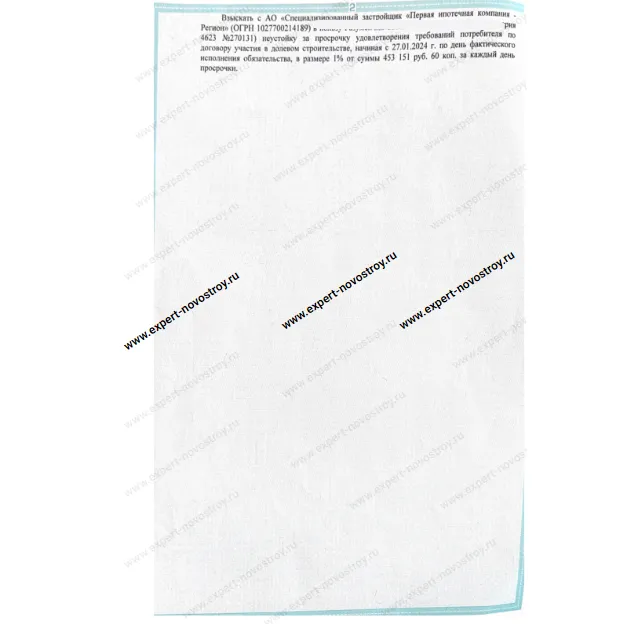 2
Взыскать с АО «Специализированный застройщик «Первая ипотечная компания -
Регион» (ОГРН 1027700214189) в пользу
4623 №270131) неустойку за просрочку удовлетворения требований потребителя по
договору участия в долевом строительстве, начиная с 27.01.2024 г. по день фактического
исполнения обязательства, в размере 1% от суммы 453 151 руб. 60 коп. за каждый день
просрочки.
www.expert-novostroy.ru
www.expert-novostroy.ru
www.expert-novostroy.ru